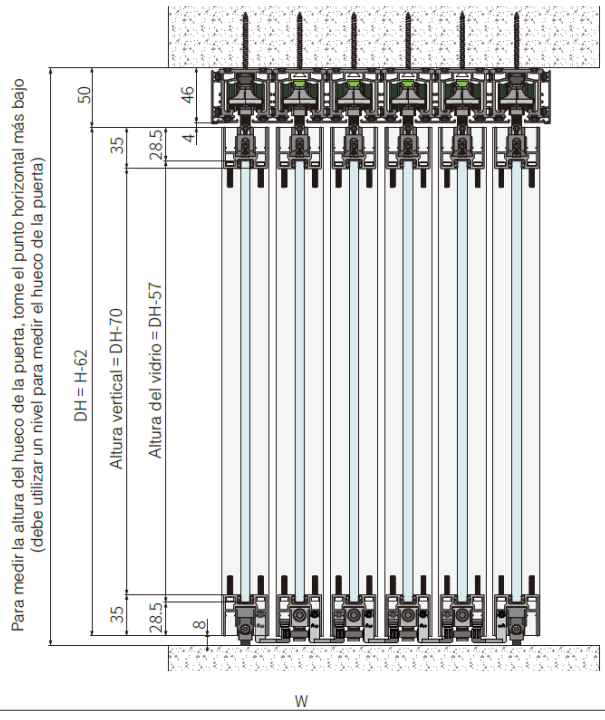 Para medir la altura del hueco de la puerta, tome el punto horizontal más bajo
(debe utilizar un nivel para medir el hueco de la puerta)
50
46
4
35
28.5
DH = H-62
Altura vertical = DH-70
Altura del vidrio = DH-57
35
28.5
8
W